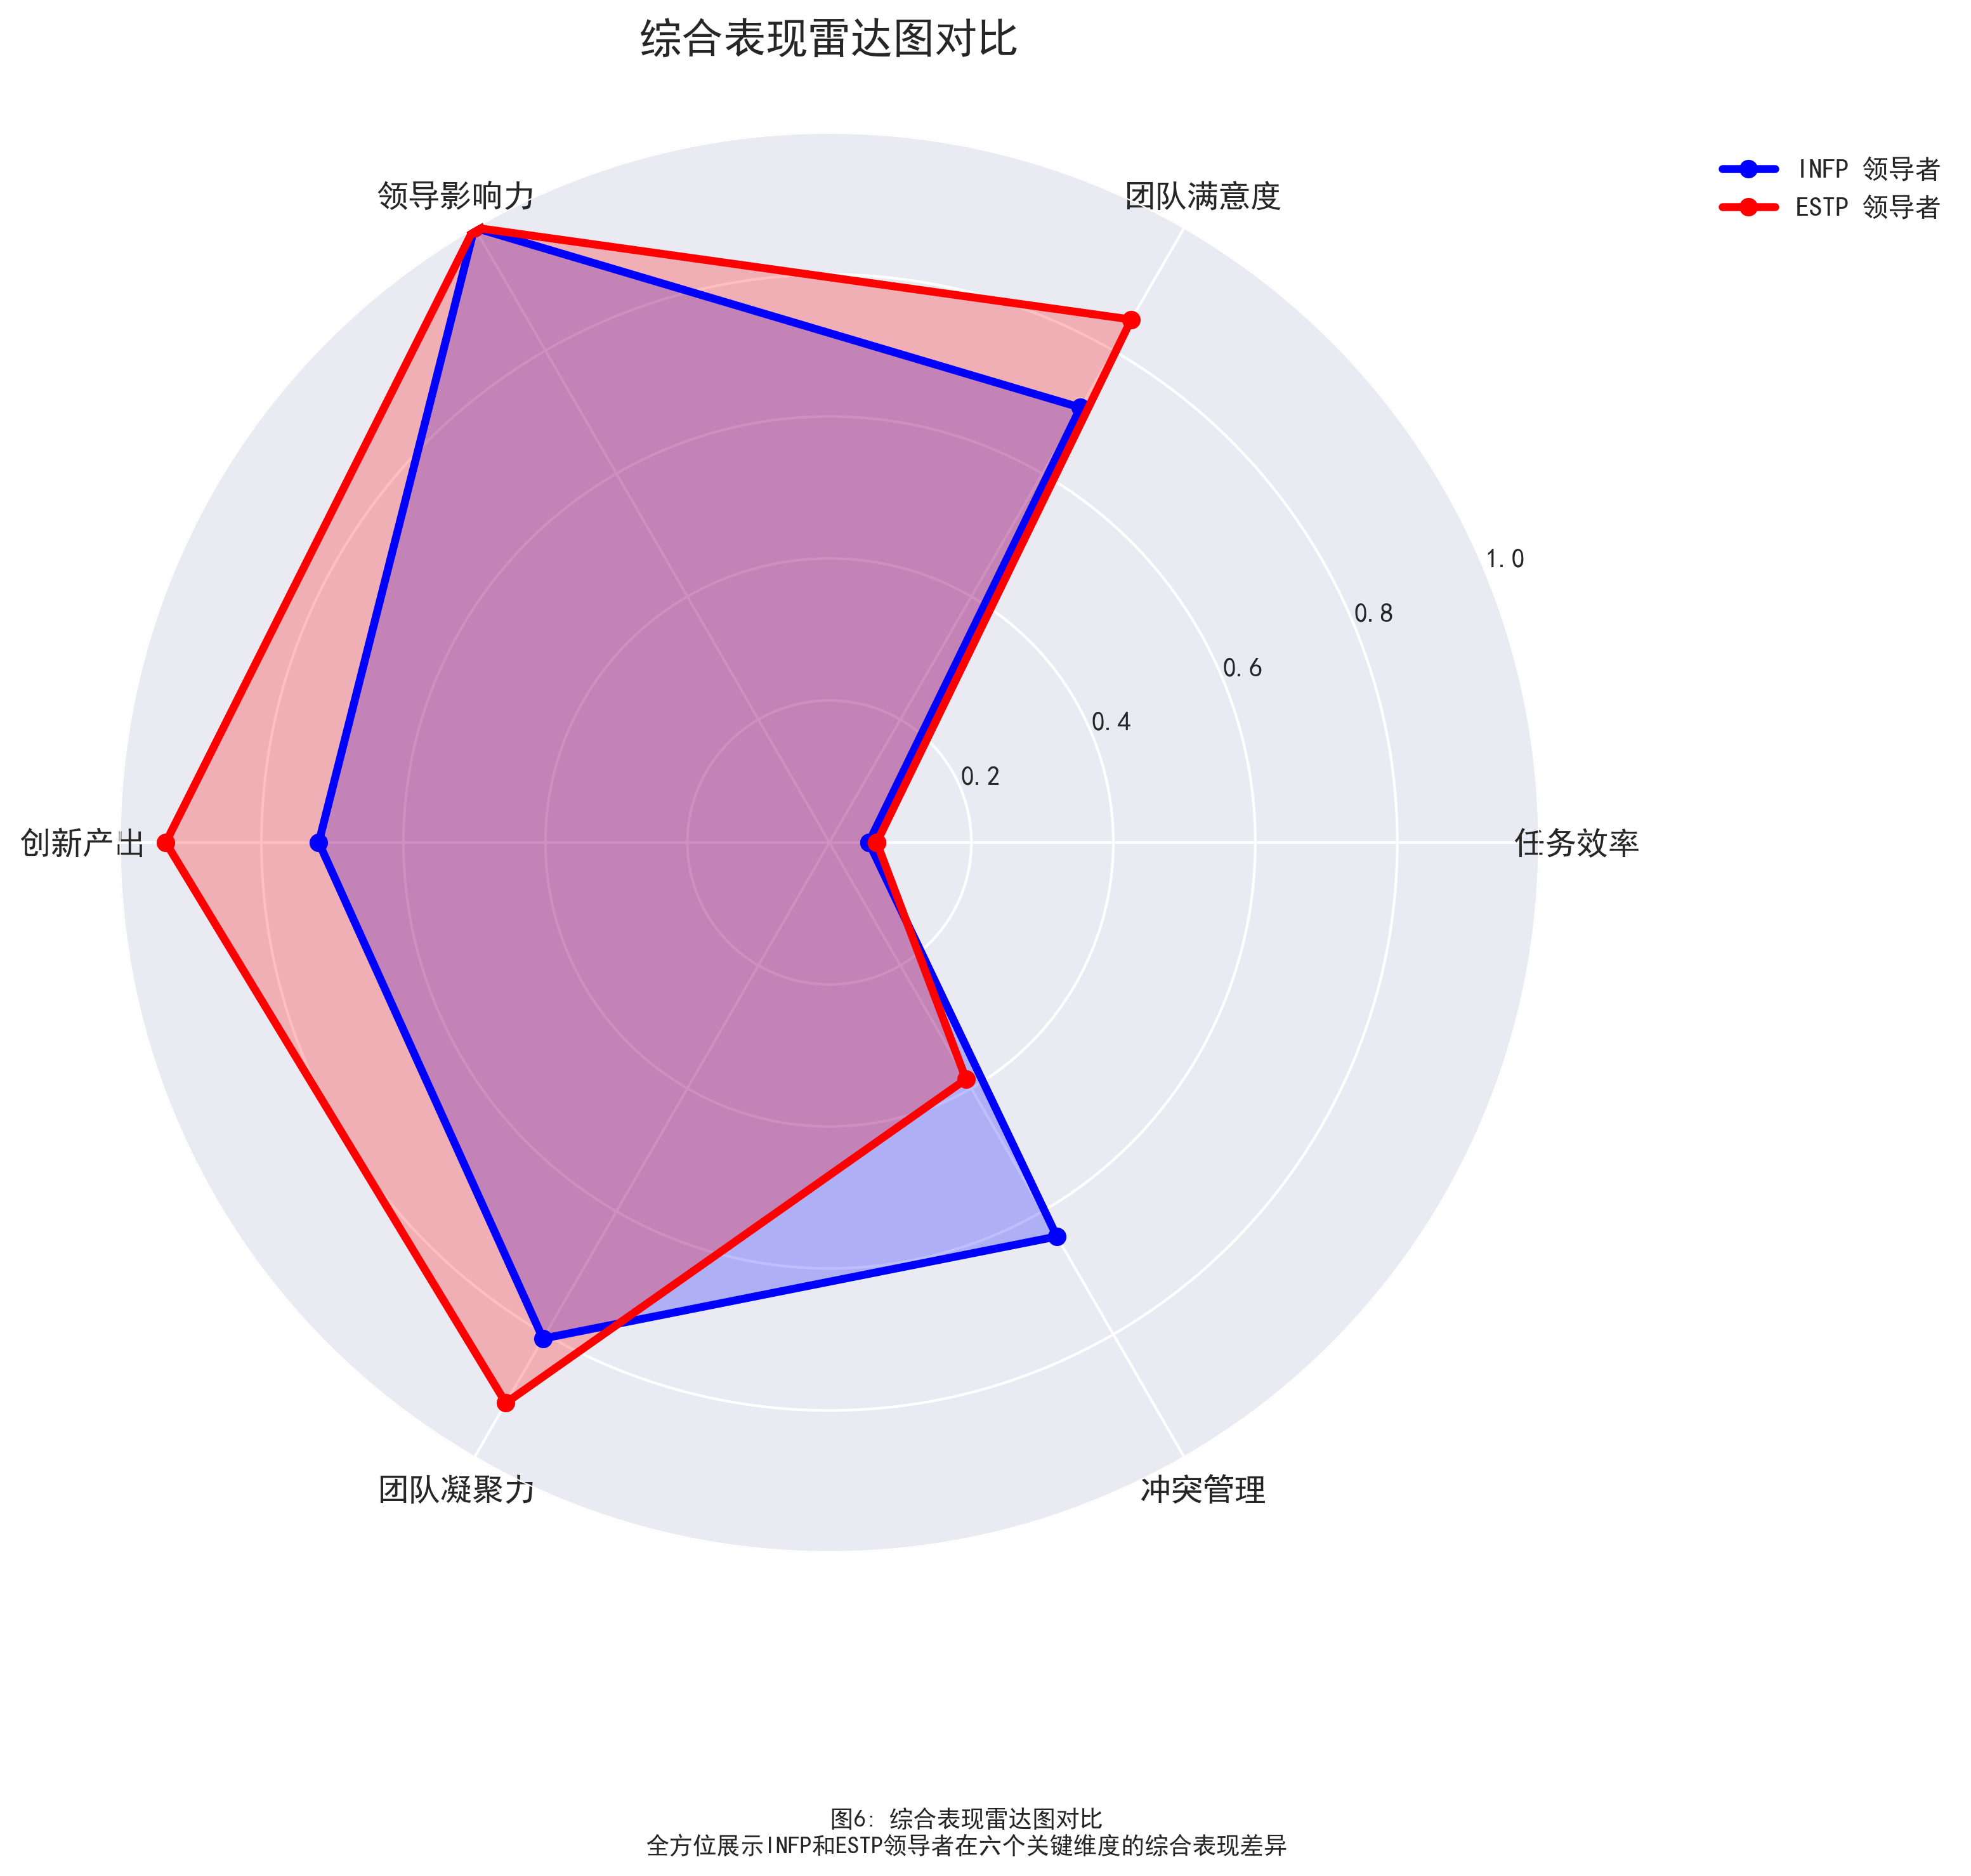 综合表现雷达图对比
INFP 领导者
ESTP 领导者
领导影响力
团队满意度
1.0
0.8
0.6
0.4
0.2
创新产出
任务效率
团队凝聚力
冲突管理
图6: 综合表现雷达图对比
全方位展示INFP和ESTP领导者在六个关键维度的综合表现差异